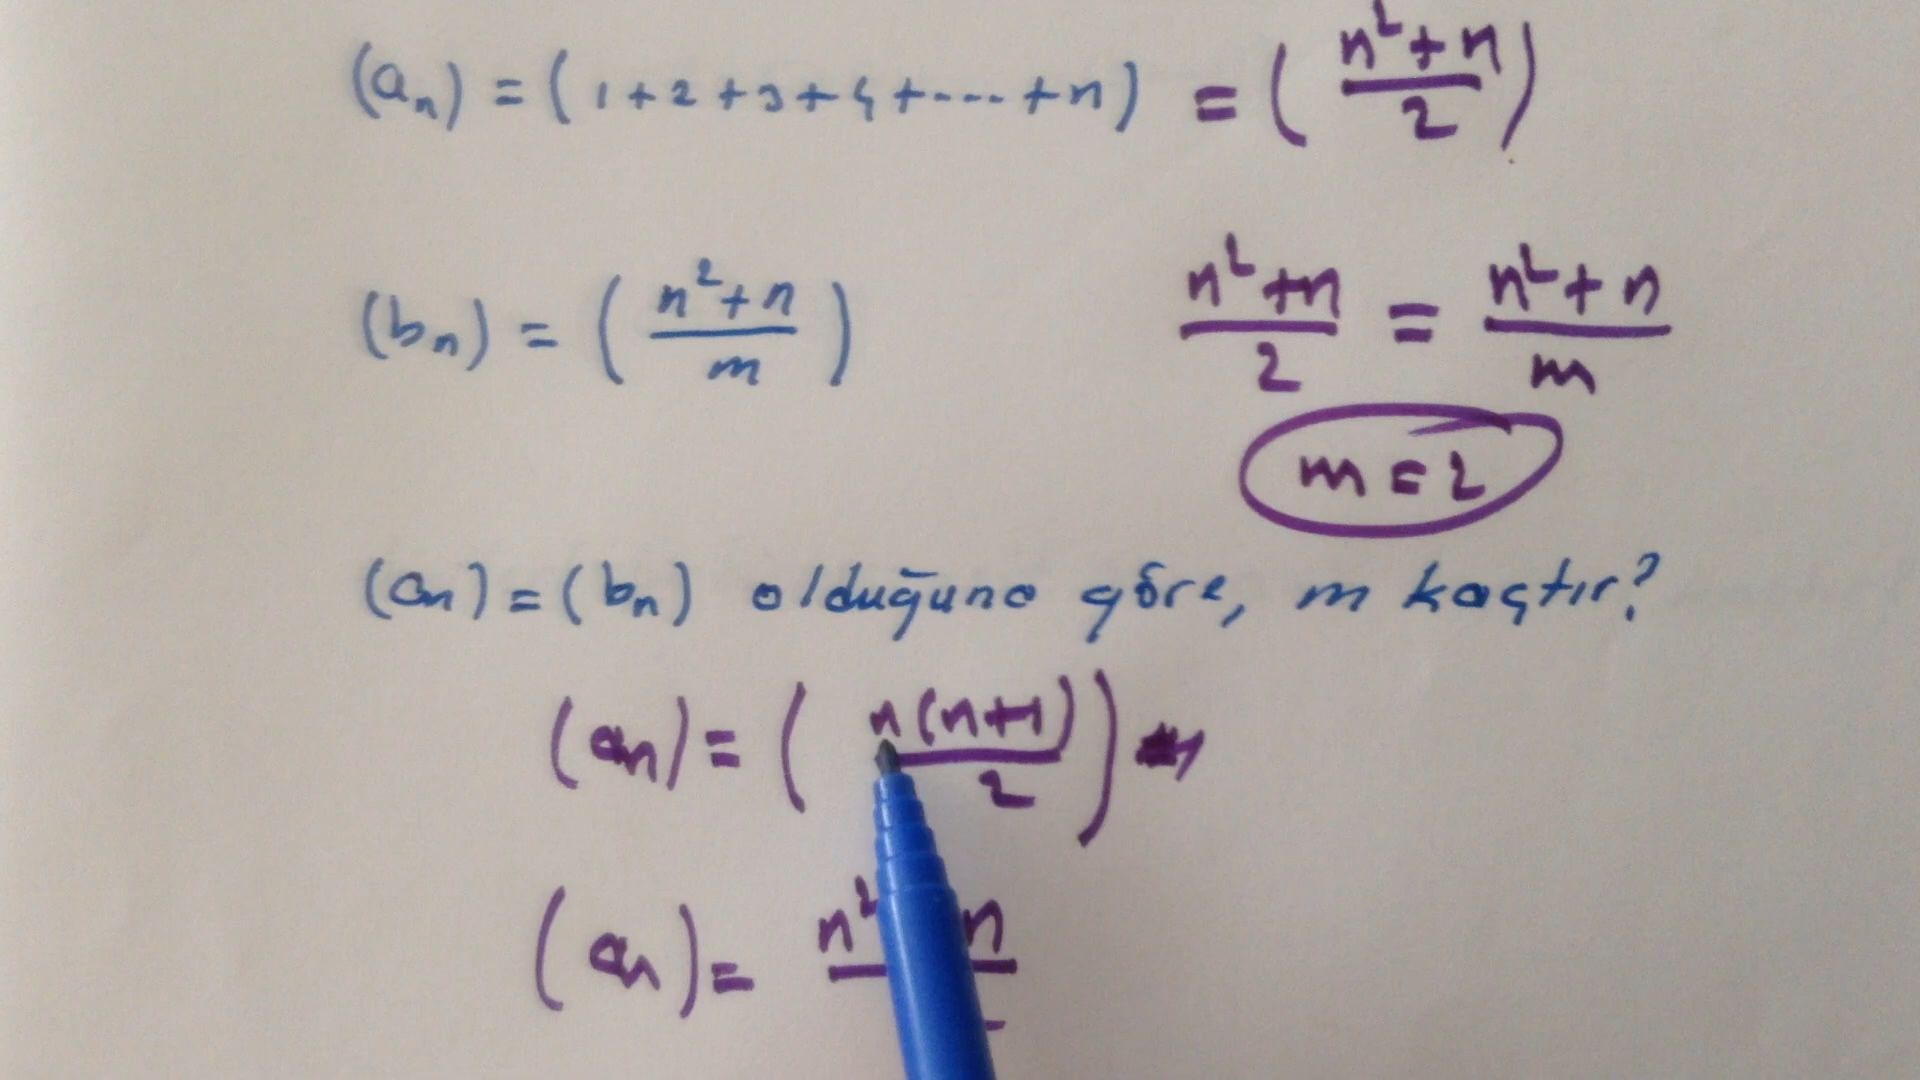 (aₙ) = (1+2+3+4+----+n) = (n²+n / 2)
(bₙ) = (n²+n / m)
n²+n / 2 = n²+n / m
m = 2
(aₙ) = (bₙ) olduğuna göre, m kaçtır?
(aₙ) = (n(n+1) / 2)
(aₙ) = n² n